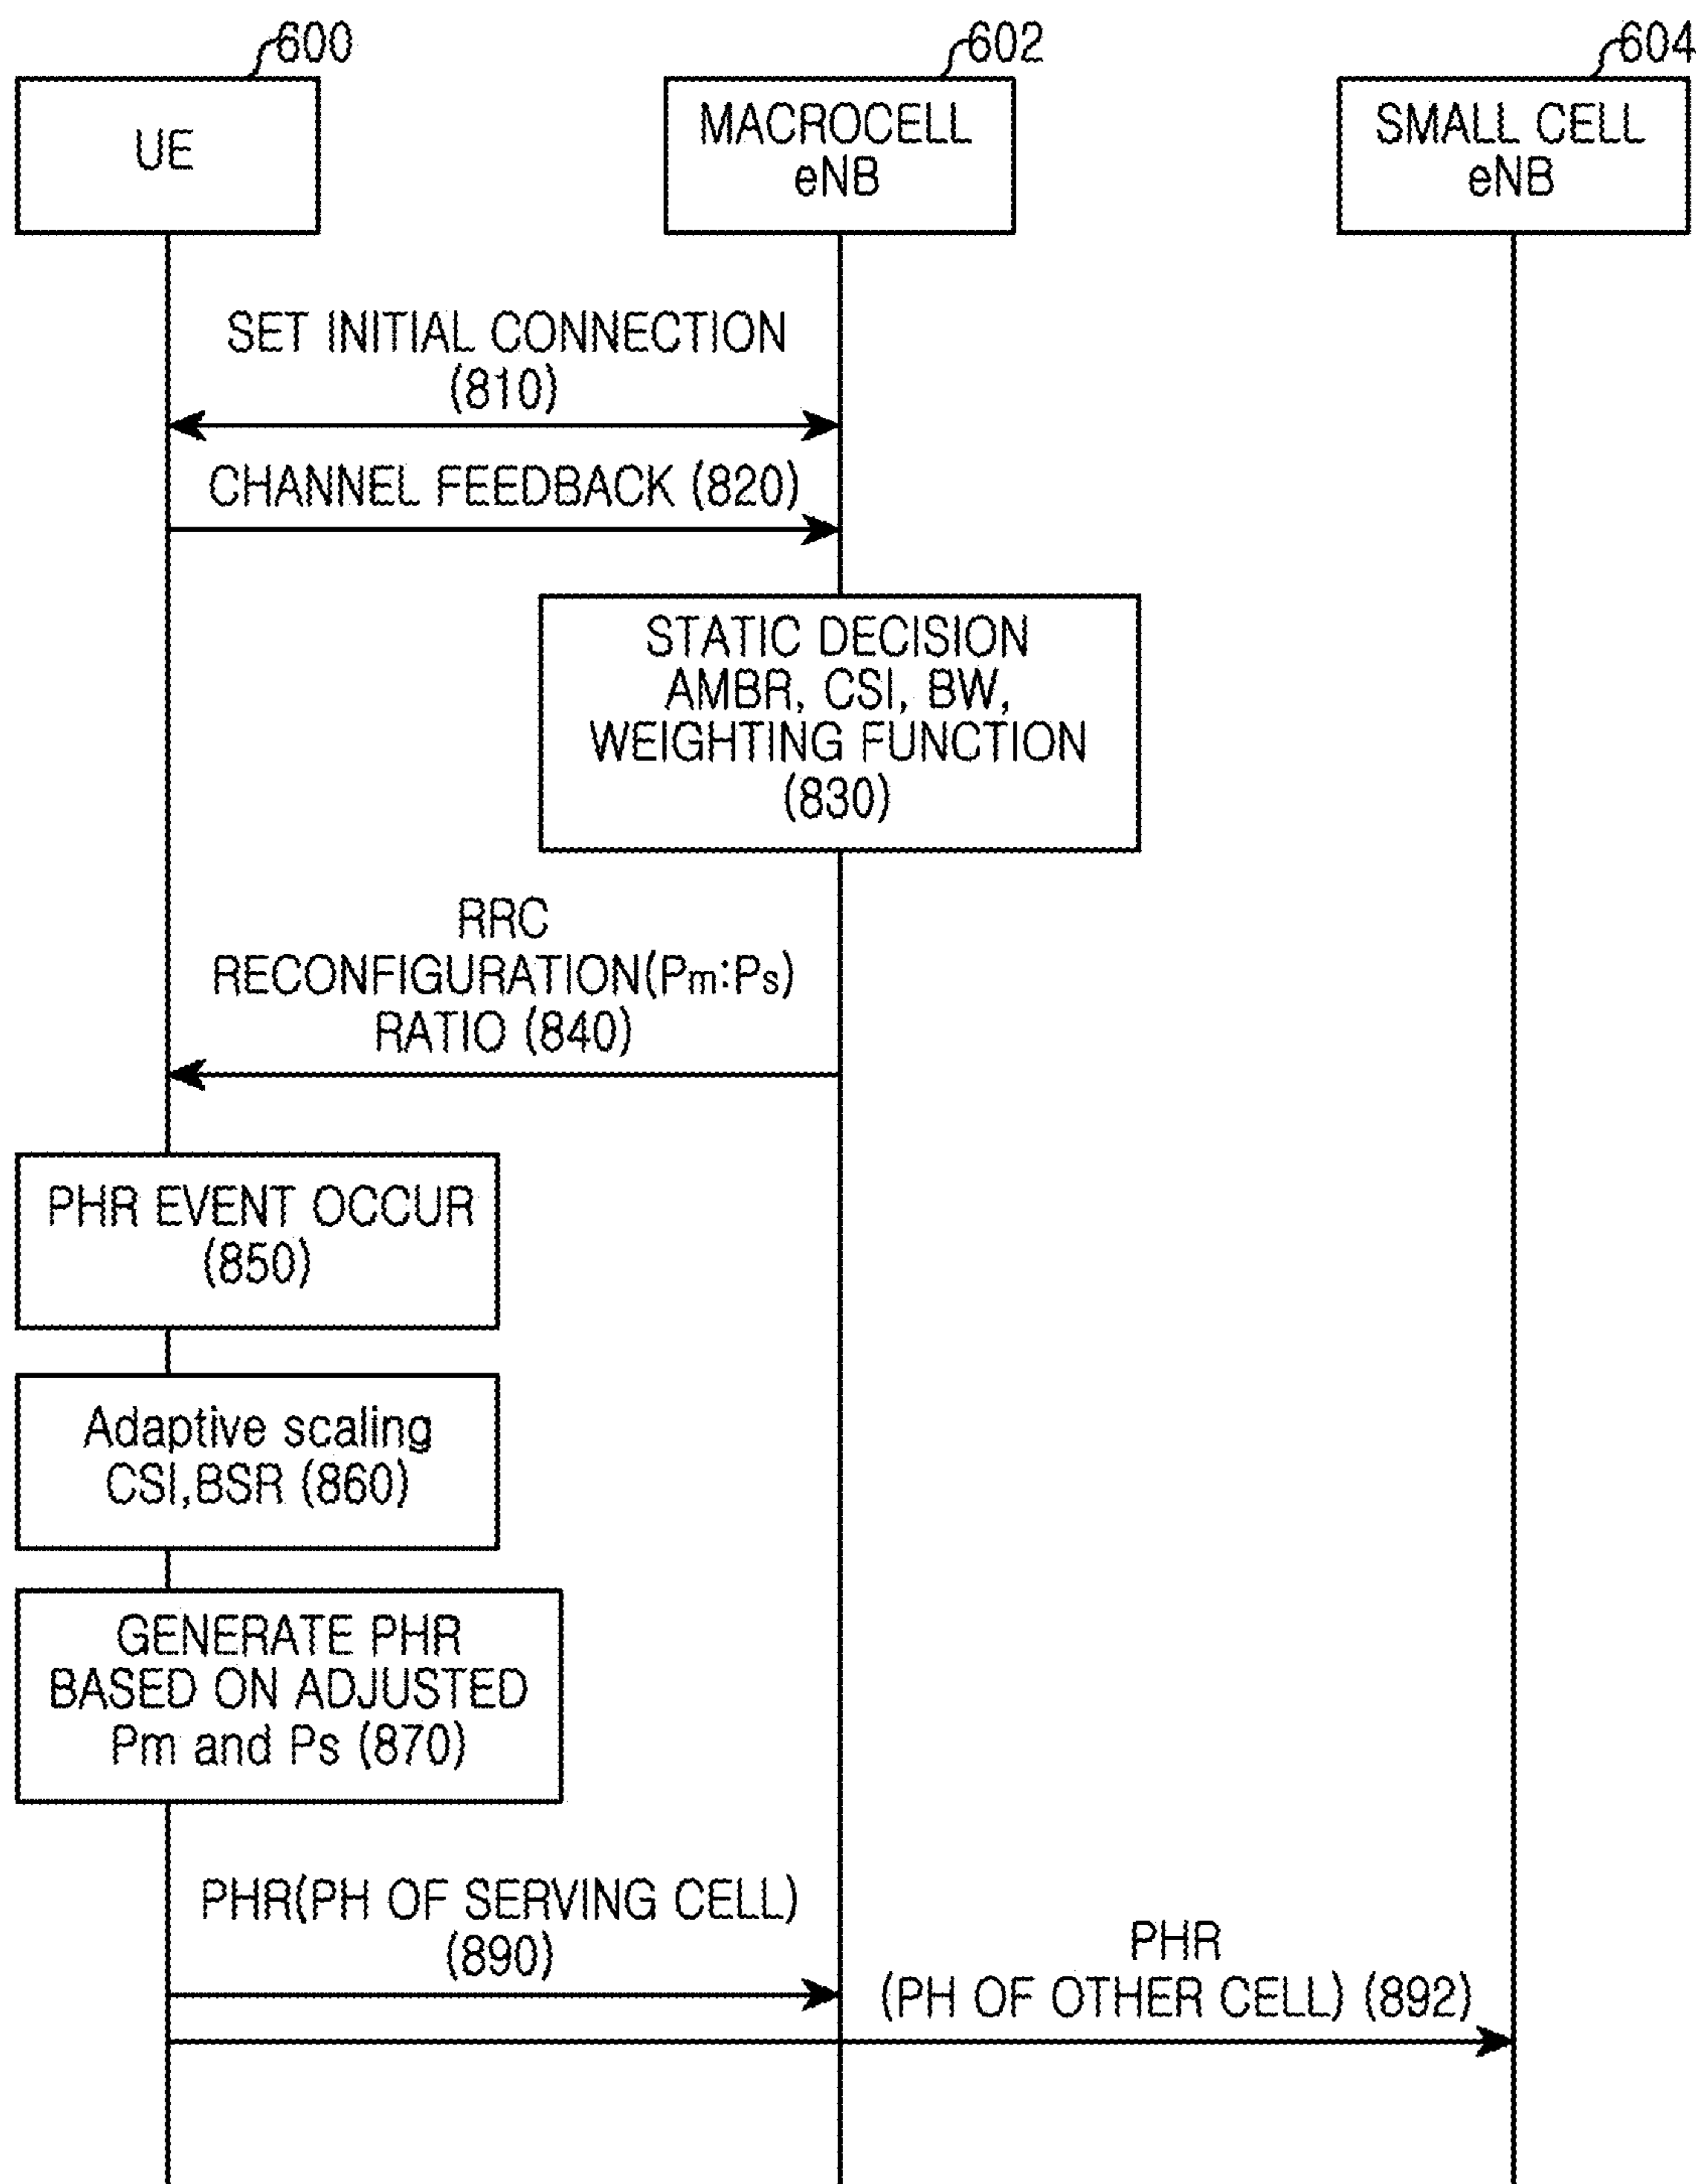 600
602
604
UE
MACROCELL
eNB
SMALL CELL
eNB
SET INITIAL CONNECTION
(810)
CHANNEL FEEDBACK (820)
STATIC DECISION
AMBR, CSI, BW,
WEIGHTING FUNCTION
(830)
RRC
RECONFIGURATION(Pm:Ps)
RATIO (840)
PHR EVENT OCCUR
(850)
Adaptive scaling
CSI,BSR (860)
GENERATE PHR
BASED ON ADJUSTED
Pm and Ps (870)
PHR(PH OF SERVING CELL)
(890)
PHR
(PH OF OTHER CELL) (892)